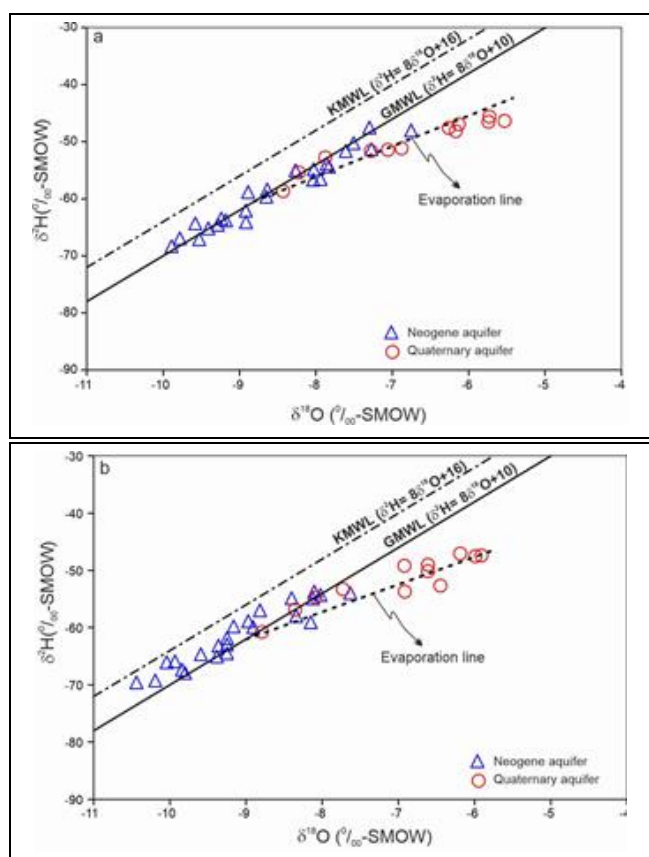 a
-30
-40
-50
-60
-70
-80
-90
-11
-10
-9
-8
-7
-6
-5
-4
δ²H(⁰/₀₀-SMOW)
δ¹⁸O (⁰/₀₀-SMOW)
KMWL (δ²H= 8δ¹⁸O+16)
GMWL (δ²H= 8δ¹⁸O+10)
Evaporation line
Neogene aquifer
Quaternary aquifer
b
-30
-40
-50
-60
-70
-80
-90
-11
-10
-9
-8
-7
-6
-5
-4
δ²H(⁰/₀₀-SMOW)
δ¹⁸O (⁰/₀₀-SMOW)
KMWL (δ²H= 8δ¹⁸O+16)
GMWL (δ²H= 8δ¹⁸O+10)
Evaporation line
Neogene aquifer
Quaternary aquifer